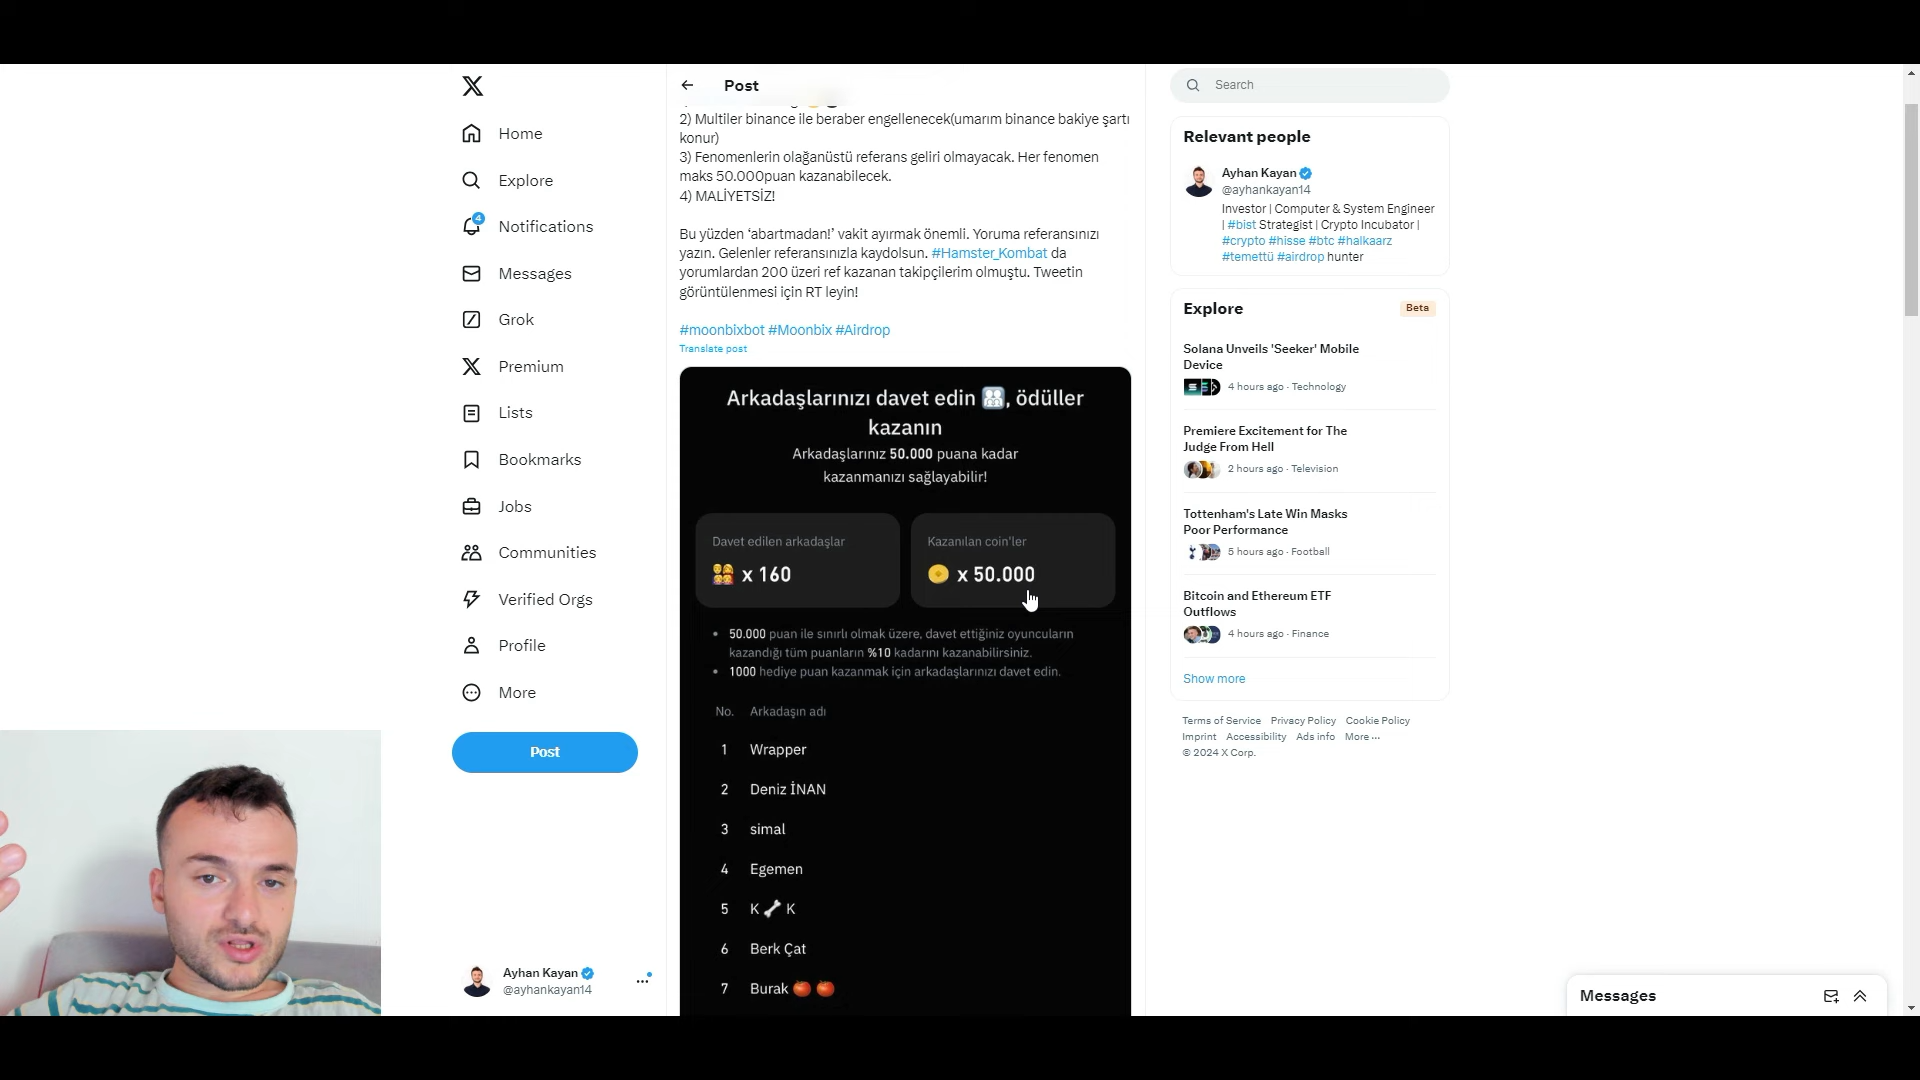 Home
Explore
4
Notifications
Messages
Grok
Premium
Lists
Bookmarks
Jobs
Communities
Verified Orgs
Profile
More
Post
Ayhan Kayan
@ayhankayan14
Post
2) Multiler binance ile beraber engellenecek(umarım binance bakiye şartı
konur)
3) Fenomenlerin olağanüstü referans geliri olmayacak. Her fenomen
maks 50.000puan kazanabilecek.
4) MALİYETSİZ!
Bu yüzden ‘abartmadan!’ vakit ayırmak önemli. Yoruma referansınızı
yazın. Gelenler referansınızla kaydolsun. #Hamster_Kombat da
yorumlardan 200 üzeri ref kazanan takipçilerim olmuştu. Tweetin
görüntülenmesi için RT leyin!
#moonbixbot #Moonbix #Airdrop
Translate post
Arkadaşlarınızı davet edin, ödüller
kazanın
Arkadaşlarınız 50.000 puana kadar
kazanmanızı sağlayabilir!
Davet edilen arkadaşlar
x 160
Kazanılan coin'ler
x 50.000
• 50.000 puan ile sınırlı olmak üzere, davet ettiğiniz oyuncuların
kazandığı tüm puanların %10 kadarını kazanabilirsiniz.
• 1000 hediye puan kazanmak için arkadaşlarınızı davet edin.
No. Arkadaşın adı
1 Wrapper
2 Deniz İNAN
3 simal
4 Egemen
5 K 🦴 K
6 Berk Çat
7 Burak 🍅 🍅
Search
Relevant people
Ayhan Kayan
@ayhankayan14
Investor | Computer & System Engineer
| #bist Strategist | Crypto Incubator |
#crypto #hisse #btc #halkaarz
#temettü #airdrop hunter
Explore
Beta
Solana Unveils 'Seeker' Mobile
Device
4 hours ago · Technology
Premiere Excitement for The
Judge From Hell
2 hours ago · Television
Tottenham's Late Win Masks
Poor Performance
5 hours ago · Football
Bitcoin and Ethereum ETF
Outflows
4 hours ago · Finance
Show more
Terms of Service Privacy Policy Cookie Policy
Imprint Accessibility Ads info More ...
© 2024 X Corp.
Messages